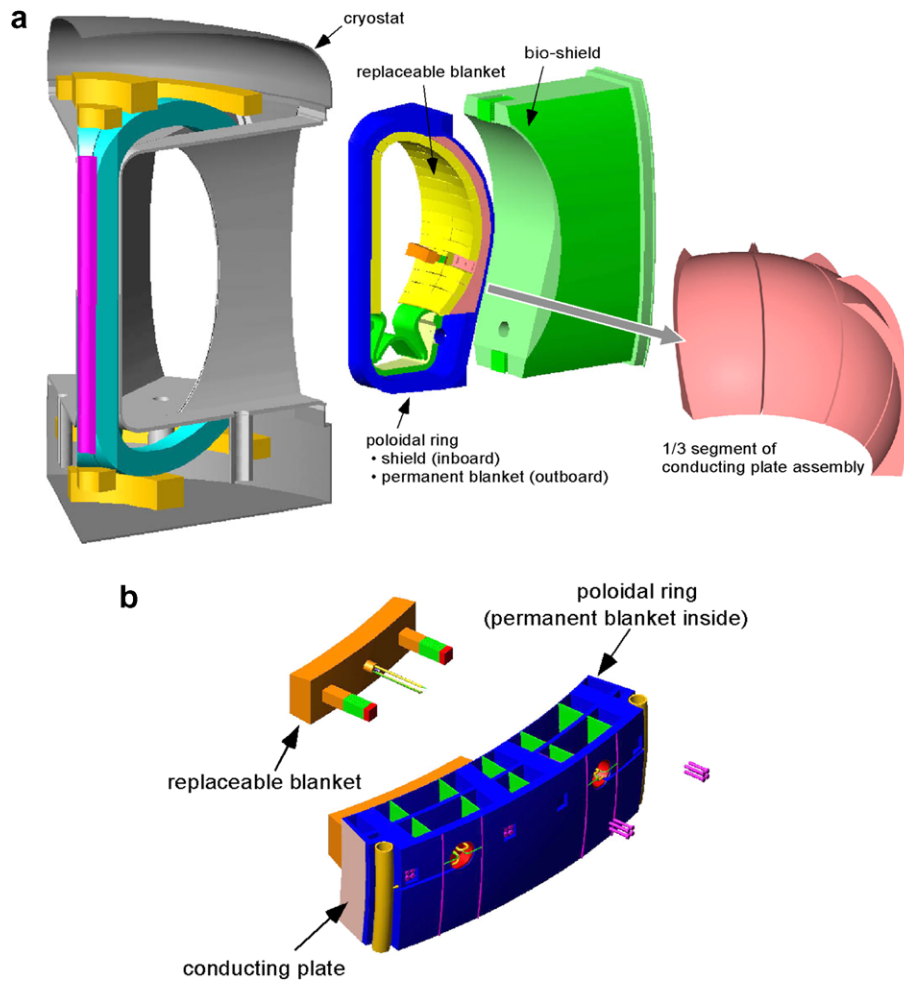 a
cryostat
bio-shield
replaceable blanket
poloidal ring
• shield (inboard)
• permanent blanket (outboard)
1/3 segment of
conducting plate assembly
b
poloidal ring
(permanent blanket inside)
replaceable blanket
conducting plate